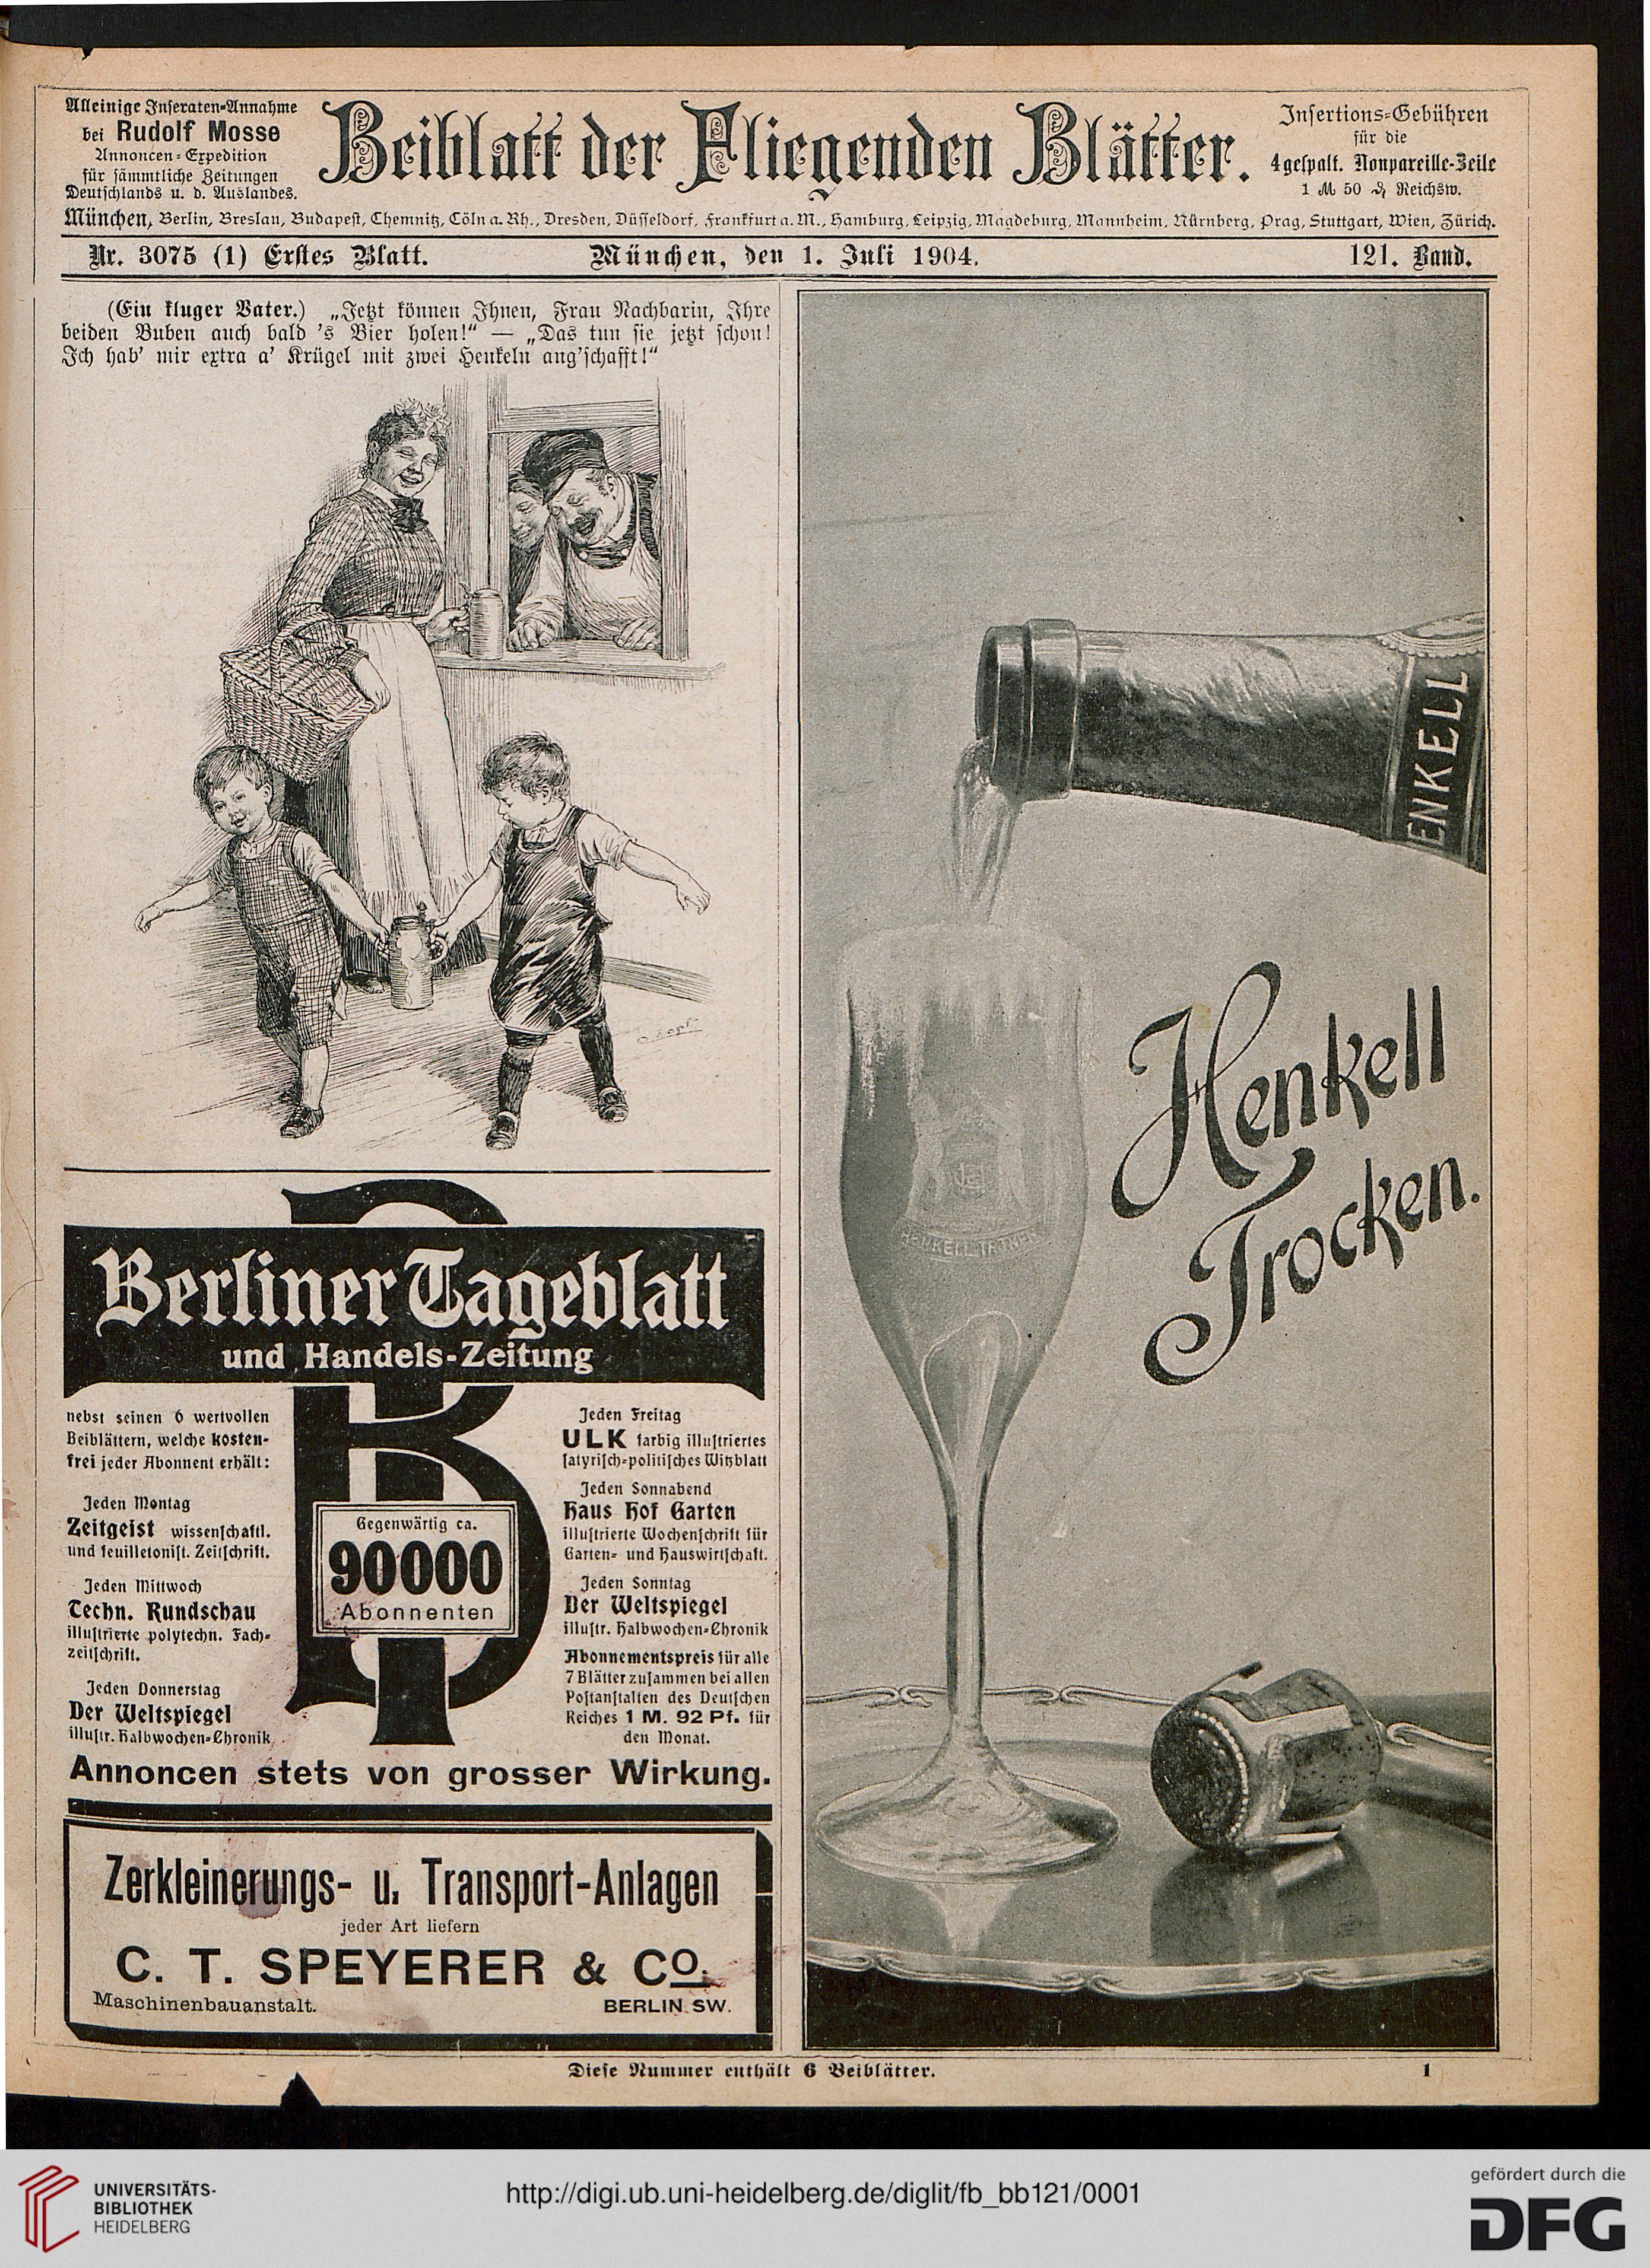 Alleinige Inseraten-Annahme
bei Rudolf Mosse
Annoncen-Expedition
für sämmtliche Zeitungen
Deutschlands u. d. Auslandes.
Beiblatt der Fliegenden Blätter.
Insertions-Gebühren
für die
4gespalt. Nonpareille-Zeile
1 M 50 ₰ Reichsw.
München, Berlin, Breslau, Budapest, Chemnitz, Cöln a. Rh., Dresden, Düsseldorf, Frankfurt a. M., Hamburg, Leipzig, Magdeburg, Mannheim, Nürnberg, Prag, Stuttgart, Wien, Zürich.
Nr. 3075 (1) Erstes Blatt.
München, den 1. Juli 1904.
121. Band.
(Ein kluger Vater.) „Jetzt können Ihnen, Frau Nachbarin, Ihre
beiden Buben auch bald 's Bier holen!“ — „Das tun sie jetzt schon!
Ich hab' mir extra a' Krügel mit zwei Henkeln ang'schafft!“
Berliner Tageblatt
und Handels-Zeitung
nebst seinen 6 wertvollen
Beiblättern, welche kosten-
frei jeder Abonnent erhält:
Jeden Montag
Zeitgeist wissenschaftl.
und feuilletonist. Zeitschrift.
Jeden Mittwoch
Techn. Rundschau
illustrierte polytechn. Fach-
zeitschrift.
Jeden Donnerstag
Der Weltspiegel
illustr. Halbwochen-Chronik
Gegenwärtig ca.
90000
Abonnenten
Jeden Freitag
ULK farbig illustriertes
satyrisch-politisches Witzblatt
Jeden Sonnabend
Haus Hof Garten
illustrierte Wochenschrift für
Garten- und Hauswirtschaft.
Jeden Sonntag
Der Weltspiegel
illustr. Halbwochen-Chronik
Abonnementspreis für alle
7 Blätter zusammen bei allen
Postanstalten des Deutschen
Reiches 1 M. 92 Pf. für
den Monat.
Annoncen stets von grosser Wirkung.
Zerkleinerungs- u. Transport-Anlagen
jeder Art liefern
C. T. SPEYERER & Co.
Maschinenbauanstalt.
BERLIN SW.
ENKELL
Henkell
Trocken.
Diese Nummer enthält 6 Beiblätter.
1
UNIVERSITÄTS-
BIBLIOTHEK
HEIDELBERG
http://digi.ub.uni-heidelberg.de/diglit/fb_bb121/0001
gefördert durch die
DFG